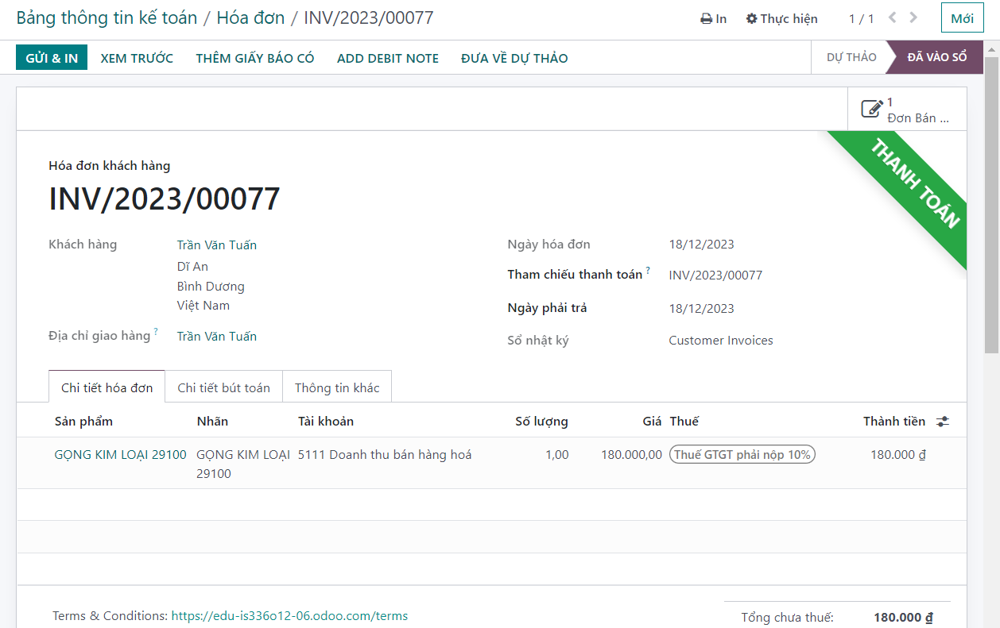 Bảng thông tin kế toán / Hóa đơn / INV/2023/00077
In
Thực hiện
1 / 1
Mới
GỬI & IN
XEM TRƯỚC
THÊM GIẤY BÁO CÓ
ADD DEBIT NOTE
ĐƯA VỀ DỰ THẢO
DỰ THẢO
ĐÃ VÀO SỔ
1
Đơn Bán ...
THANH TOÁN
Hóa đơn khách hàng
INV/2023/00077
Khách hàng
Trần Văn Tuấn
Dĩ An
Bình Dương
Việt Nam
Địa chỉ giao hàng ?
Trần Văn Tuấn
Ngày hóa đơn
18/12/2023
Tham chiếu thanh toán ?
INV/2023/00077
Ngày phải trả
18/12/2023
Sổ nhật ký
Customer Invoices
Chi tiết hóa đơn
Chi tiết bút toán
Thông tin khác
Sản phẩm Nhãn Tài khoản Số lượng Giá Thuế Thành tiền
GỌNG KIM LOẠI 29100 GỌNG KIM LOẠI 5111 Doanh thu bán hàng hoá 1,00 180.000,00 Thuế GTGT phải nộp 10% 180.000 ₫
29100
Terms & Conditions: https://edu-is336o12-06.odoo.com/terms
Tổng chưa thuế: 180.000 ₫